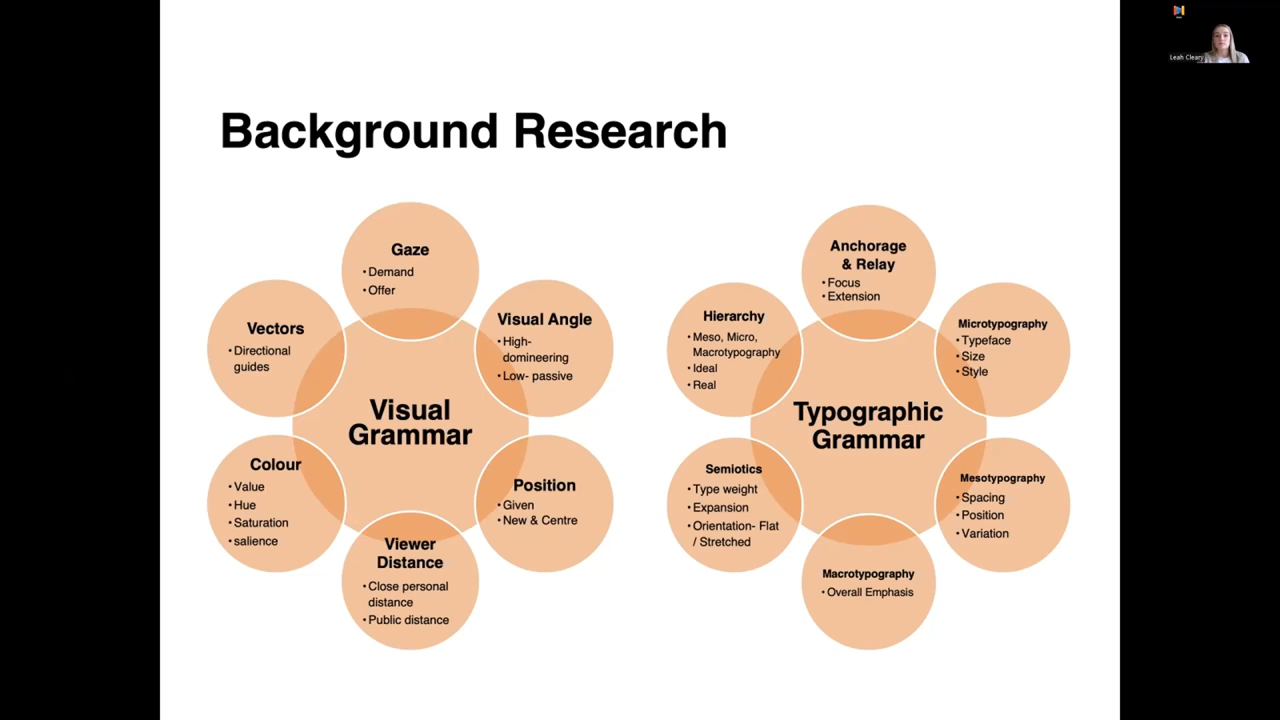 Background Research
Gaze
• Demand
• Offer
Vectors
• Directional
guides
Visual Angle
• High-
domineering
• Low- passive
Visual
Grammar
Colour
• Value
• Hue
• Saturation
• salience
Position
• Given
• New & Centre
Viewer
Distance
• Close personal
distance
• Public distance
Anchorage
& Relay
• Focus
• Extension
Hierarchy
• Meso, Micro,
Macrotypography
• Ideal
• Real
Microtypography
• Typeface
• Size
• Style
Typographic
Grammar
Semiotics
• Type weight
• Expansion
• Orientation- Flat
/ Stretched
Mesotypography
• Spacing
• Position
• Variation
Macrotypography
• Overall Emphasis
Leah Cleary